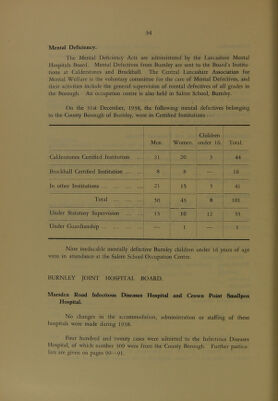 54
Mental Deficiency.
The Mental Deficiency Acts are administered by the Lancashire Mental
Hospitals Board. Mental Defectives from Burnley are sent to the Board's Institu-
tions at Calderstones and Brockhall. The Central Lancashire Association for
Mental Welfare is the voluntary committee for the care of Mental Defectives, and
their activities include the general supervision of mental defectives of all grades in
the Borough. An occupation centre is also held in Salem School, Burnley.
On the 31st December, 1938, the following mental defectives belonging
to the County Borough of Burnley, were in Certified Institutions
Children
Men. Women. under 16. Total.
Calderstones Certified Institution ... 21 20 3 44
Brockhall Certified Institution ... ... 8 8 — 16
In other Institutions ... ... ... ... 21 15 5 41
Total ... ... 50 43 8 101
Under Statutory Supervision ... ... 13 10 12 35
Under Guardianship ... ... ... — 1 — 1
Nine ineducable mentally defective Burnley children under 16 years of age
were in attendance at the Salem School Occupation Centre.
BURNLEY JOINT HOSPITAL BOARD.
Marsden Road Infectious Diseases Hospital and Crown Point Smallpox
Hospital.
No changes in the accommodation, administration or staffing of these
hospitals were made during 1938.
Four hundred and twenty cases were admitted to the Infectious Diseases
Hospital, of which number 300 were from the County Borough. Further particu-
lars are given on pages 90—91.